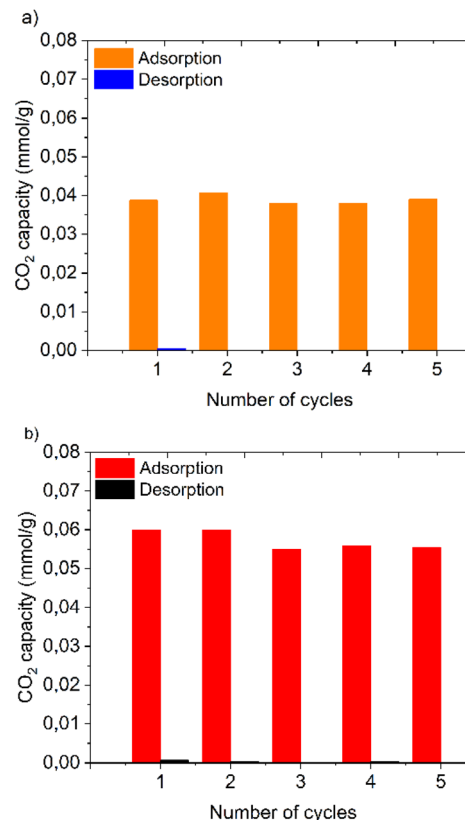 a)
0,08
0,07
0,06
0,05
0,04
0,03
0,02
0,01
0,00
CO₂ capacity (mmol/g)
Adsorption
Desorption
1 2 3 4 5
Number of cycles
b)
0,08
0,07
0,06
0,05
0,04
0,03
0,02
0,01
0,00
CO₂ capacity (mmol/g)
Adsorption
Desorption
1 2 3 4 5
Number of cycles